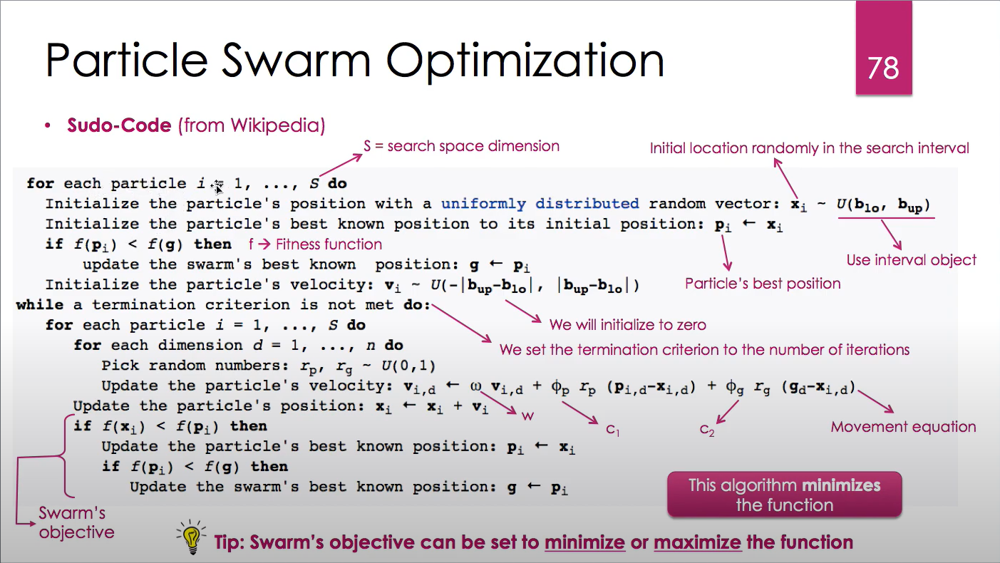 Particle Swarm Optimization
78
• Sudo-Code (from Wikipedia)
S = search space dimension
Initial location randomly in the search interval
for each particle i = 1, ..., S do
Initialize the particle's position with a uniformly distributed random vector: xi ~ U(blo, bup)
Initialize the particle's best known position to its initial position: pi ← xi
if f(pi) < f(g) then f → Fitness function
Use interval object
update the swarm's best known position: g ← pi
Particle's best position
Initialize the particle's velocity: vi ~ U(-|bup-blo|, |bup-blo|)
while a termination criterion is not met do:
We will initialize to zero
for each particle i = 1, ..., S do
for each dimension d = 1, ..., n do
We set the termination criterion to the number of iterations
Pick random numbers: rp, rg ~ U(0,1)
Update the particle's velocity: vi,d ← ω vi,d + ϕp rp (pi,d-xi,d) + ϕg rg (gd-xi,d)
Update the particle's position: xi ← xi + vi
w
c1
c2
Movement equation
if f(xi) < f(pi) then
Update the particle's best known position: pi ← xi
if f(pi) < f(g) then
Update the swarm's best known position: g ← pi
This algorithm minimizes
the function
Swarm's
objective
Tip: Swarm's objective can be set to minimize or maximize the function